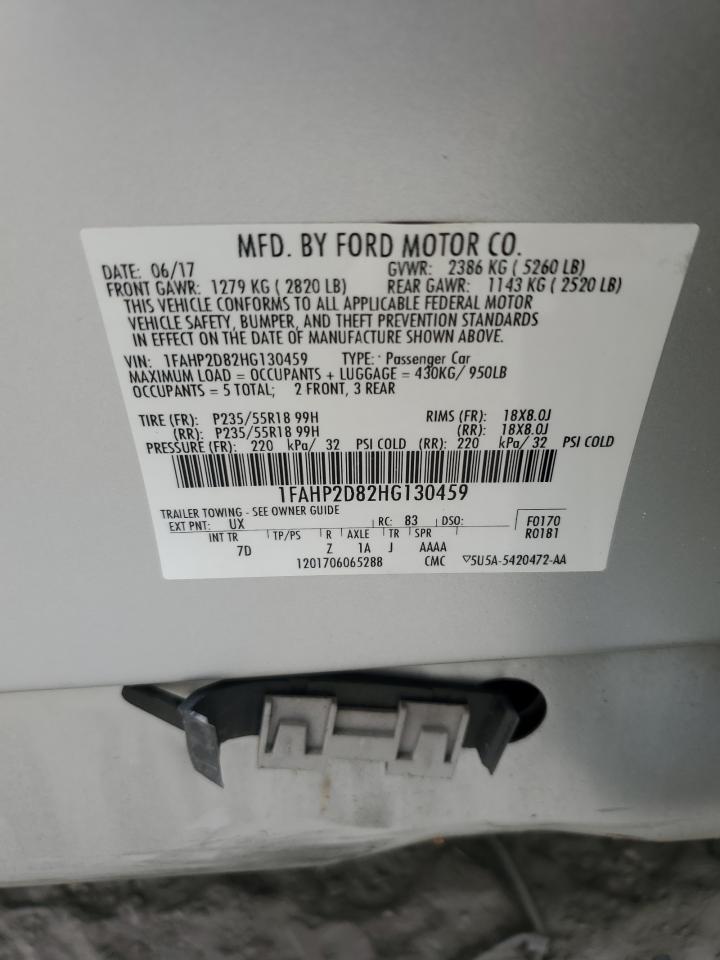 MFD. BY FORD MOTOR CO.
DATE: 06/17 GVWR: 2386 KG ( 5260 LB)
FRONT GAWR: 1279 KG ( 2820 LB) REAR GAWR: 1143 KG ( 2520 LB)
THIS VEHICLE CONFORMS TO ALL APPLICABLE FEDERAL MOTOR
VEHICLE SAFETY, BUMPER, AND THEFT PREVENTION STANDARDS
IN EFFECT ON THE DATE OF MANUFACTURE SHOWN ABOVE.
VIN: 1FAHP2D82HG130459 TYPE: Passenger Car
MAXIMUM LOAD = OCCUPANTS + LUGGAGE = 430KG/ 950LB
OCCUPANTS = 5 TOTAL; 2 FRONT, 3 REAR
TIRE (FR): P235/55R18 99H RIMS (FR): 18X8.0J
(RR): P235/55R18 99H (RR): 18X8.0J
PRESSURE (FR): 220 kPa/ 32 PSI COLD (RR): 220 kPa/ 32 PSI COLD
1FAHP2D82HG130459
TRAILER TOWING - SEE OWNER GUIDE
EXT PNT: UX RC: 83 DSO: F0170
INT TR TP/PS R AXLE TR SPR R0181
7D Z 1A J AAAA
1201706065288 CMC ▽5U5A-5420472-AA